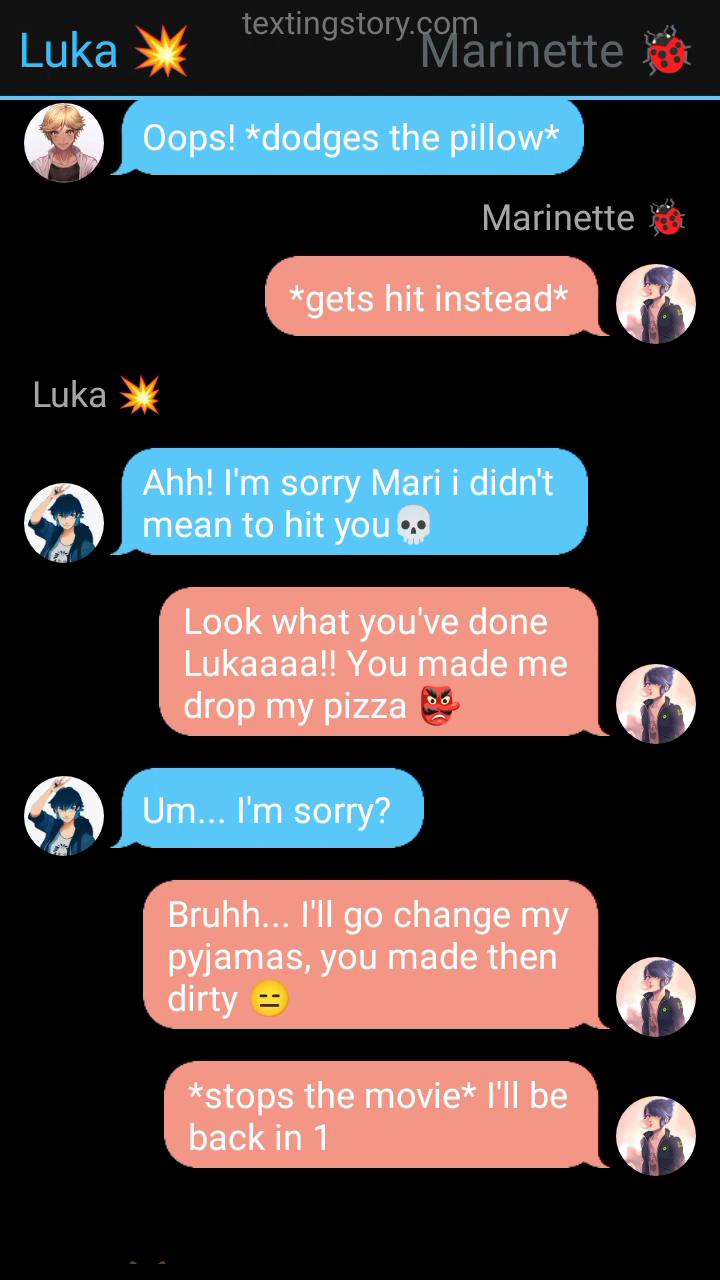 textingstory.com
Luka 💥
Marinette 🐞
Oops! *dodges the pillow*
Marinette 🐞
*gets hit instead*
Luka 💥
Ahh! I'm sorry Mari i didn't
mean to hit you💀
Look what you've done
Lukaaaa!! You made me
drop my pizza 👺
Um... I'm sorry?
Bruhh... I'll go change my
pyjamas, you made then
dirty 😑
*stops the movie* I'll be
back in 1